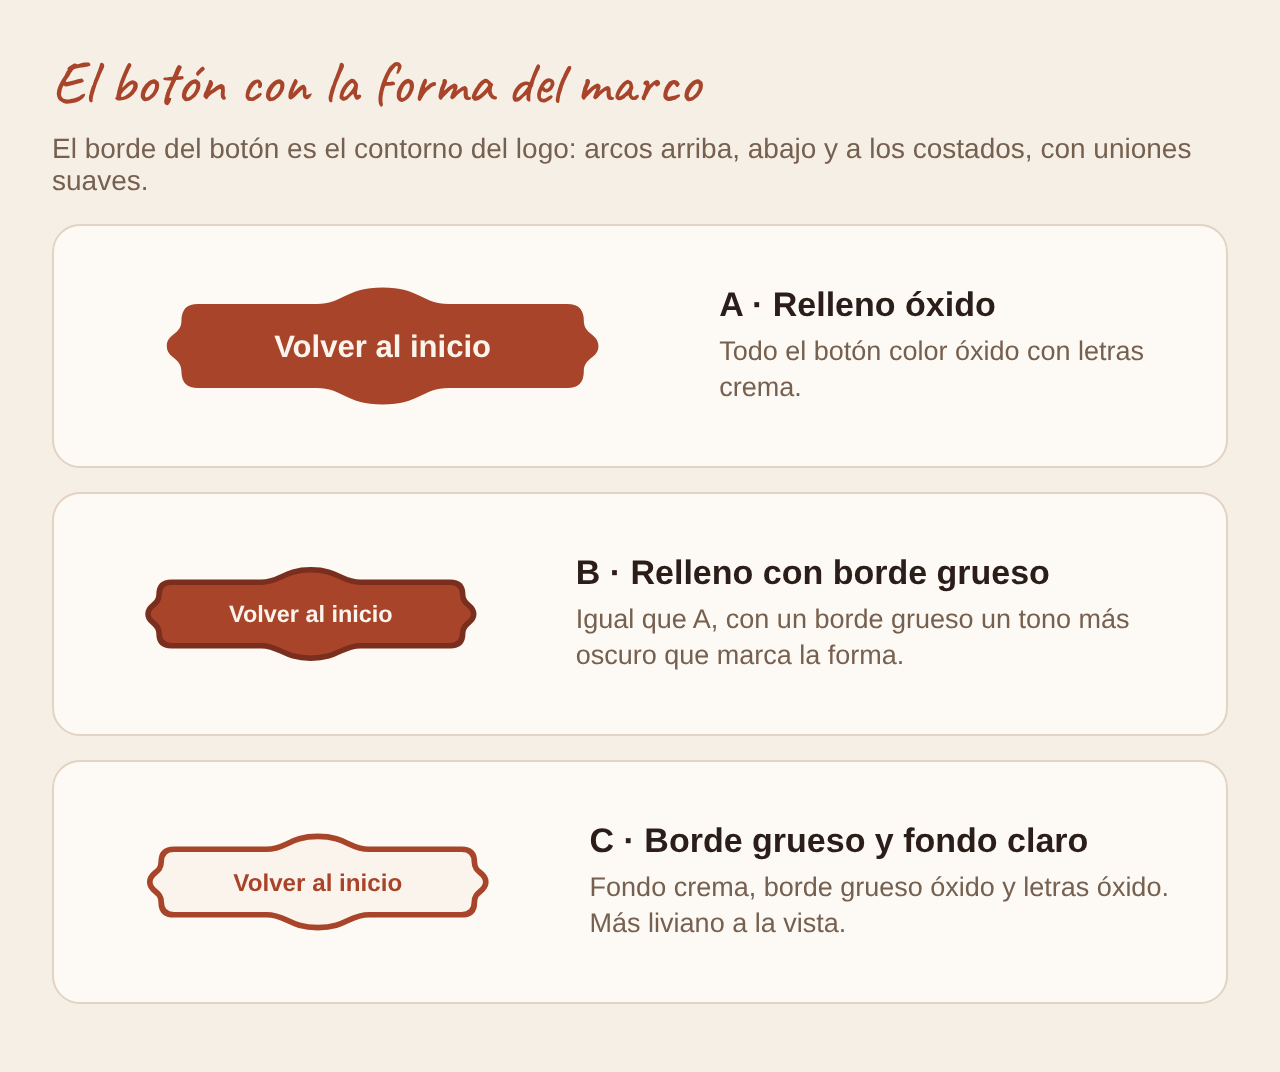 El botón con la forma del marco
El borde del botón es el contorno del logo: arcos arriba, abajo y a los costados, con uniones
suaves.
Volver al inicio
A · Relleno óxido
Todo el botón color óxido con letras
crema.
Volver al inicio
B · Relleno con borde grueso
Igual que A, con un borde grueso un tono más
oscuro que marca la forma.
Volver al inicio
C · Borde grueso y fondo claro
Fondo crema, borde grueso óxido y letras óxido.
Más liviano a la vista.